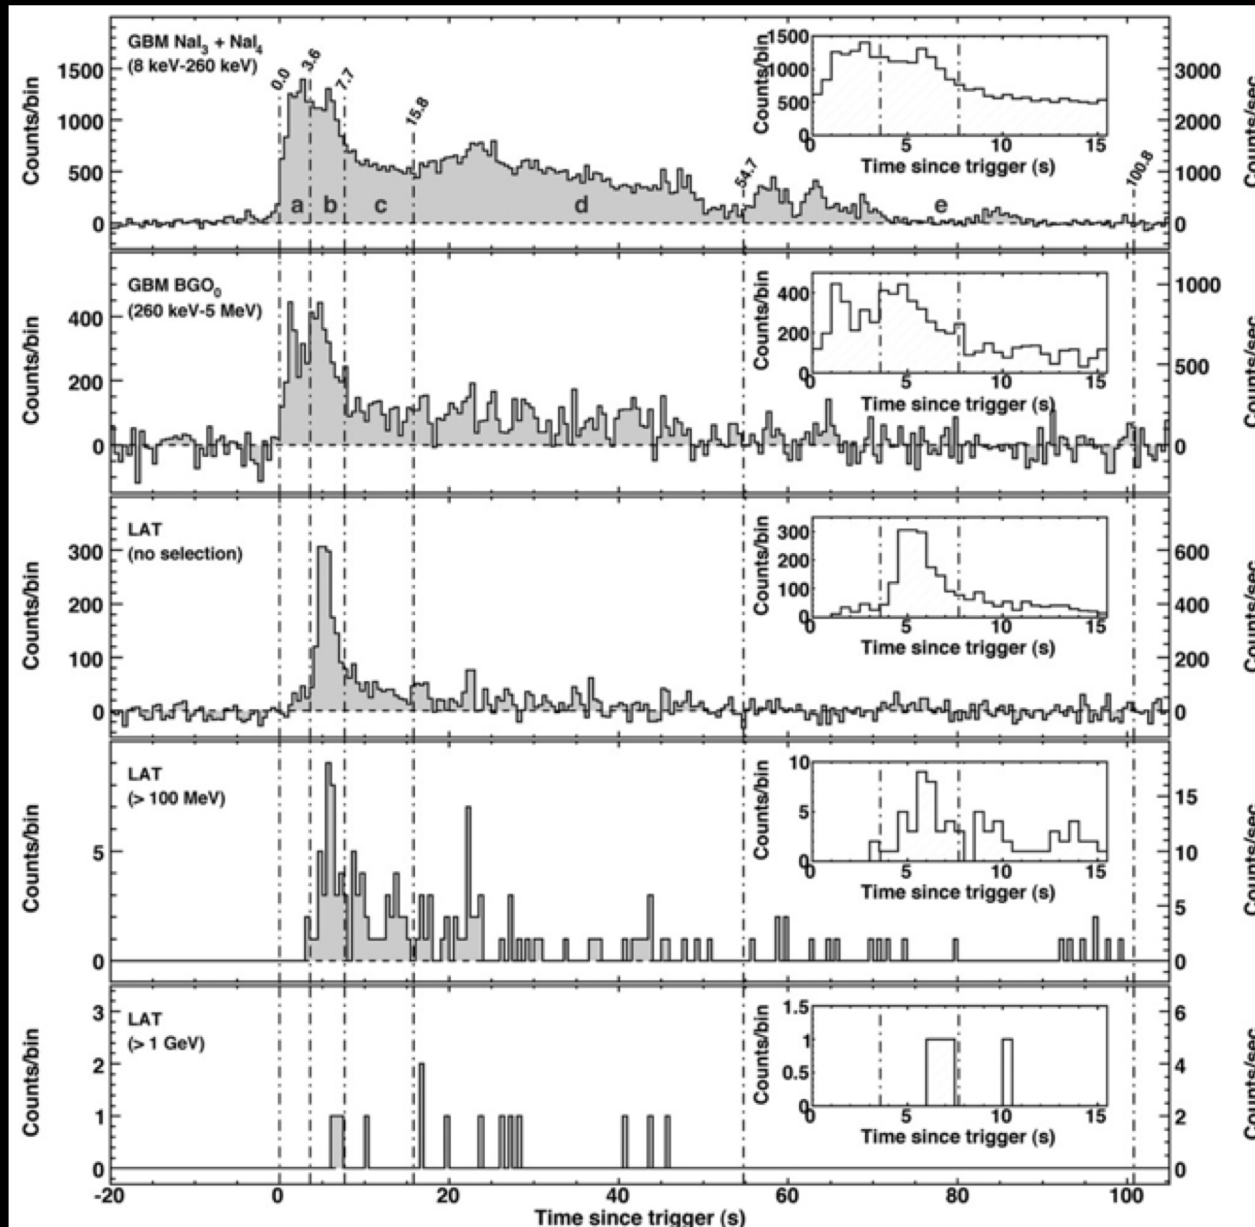 GBM NaI3 + NaI4
(8 keV-260 keV)
0.0
3.6
7.7
15.8
54.7
100.8
Counts/bin
1500
1000
500
0
a
b
c
d
e
3000
2000
1000
0
Counts/sec
Counts/bin
1500
1000
500
0
0
5
10
15
Time since trigger (s)
GBM BGO0
(260 keV-5 MeV)
Counts/bin
400
200
0
1000
500
0
Counts/sec
Counts/bin
400
200
0
0
5
10
15
Time since trigger (s)
LAT
(no selection)
Counts/bin
300
200
100
0
600
400
200
0
Counts/sec
Counts/bin
300
200
100
0
0
5
10
15
Time since trigger (s)
LAT
(> 100 MeV)
Counts/bin
5
0
15
10
5
0
Counts/sec
Counts/bin
10
5
0
0
5
10
15
Time since trigger (s)
LAT
(> 1 GeV)
Counts/bin
3
2
1
0
6
4
2
0
Counts/sec
Counts/bin
1.5
1
0.5
0
0
5
10
15
Time since trigger (s)
-20
0
20
40
60
80
100
Time since trigger (s)